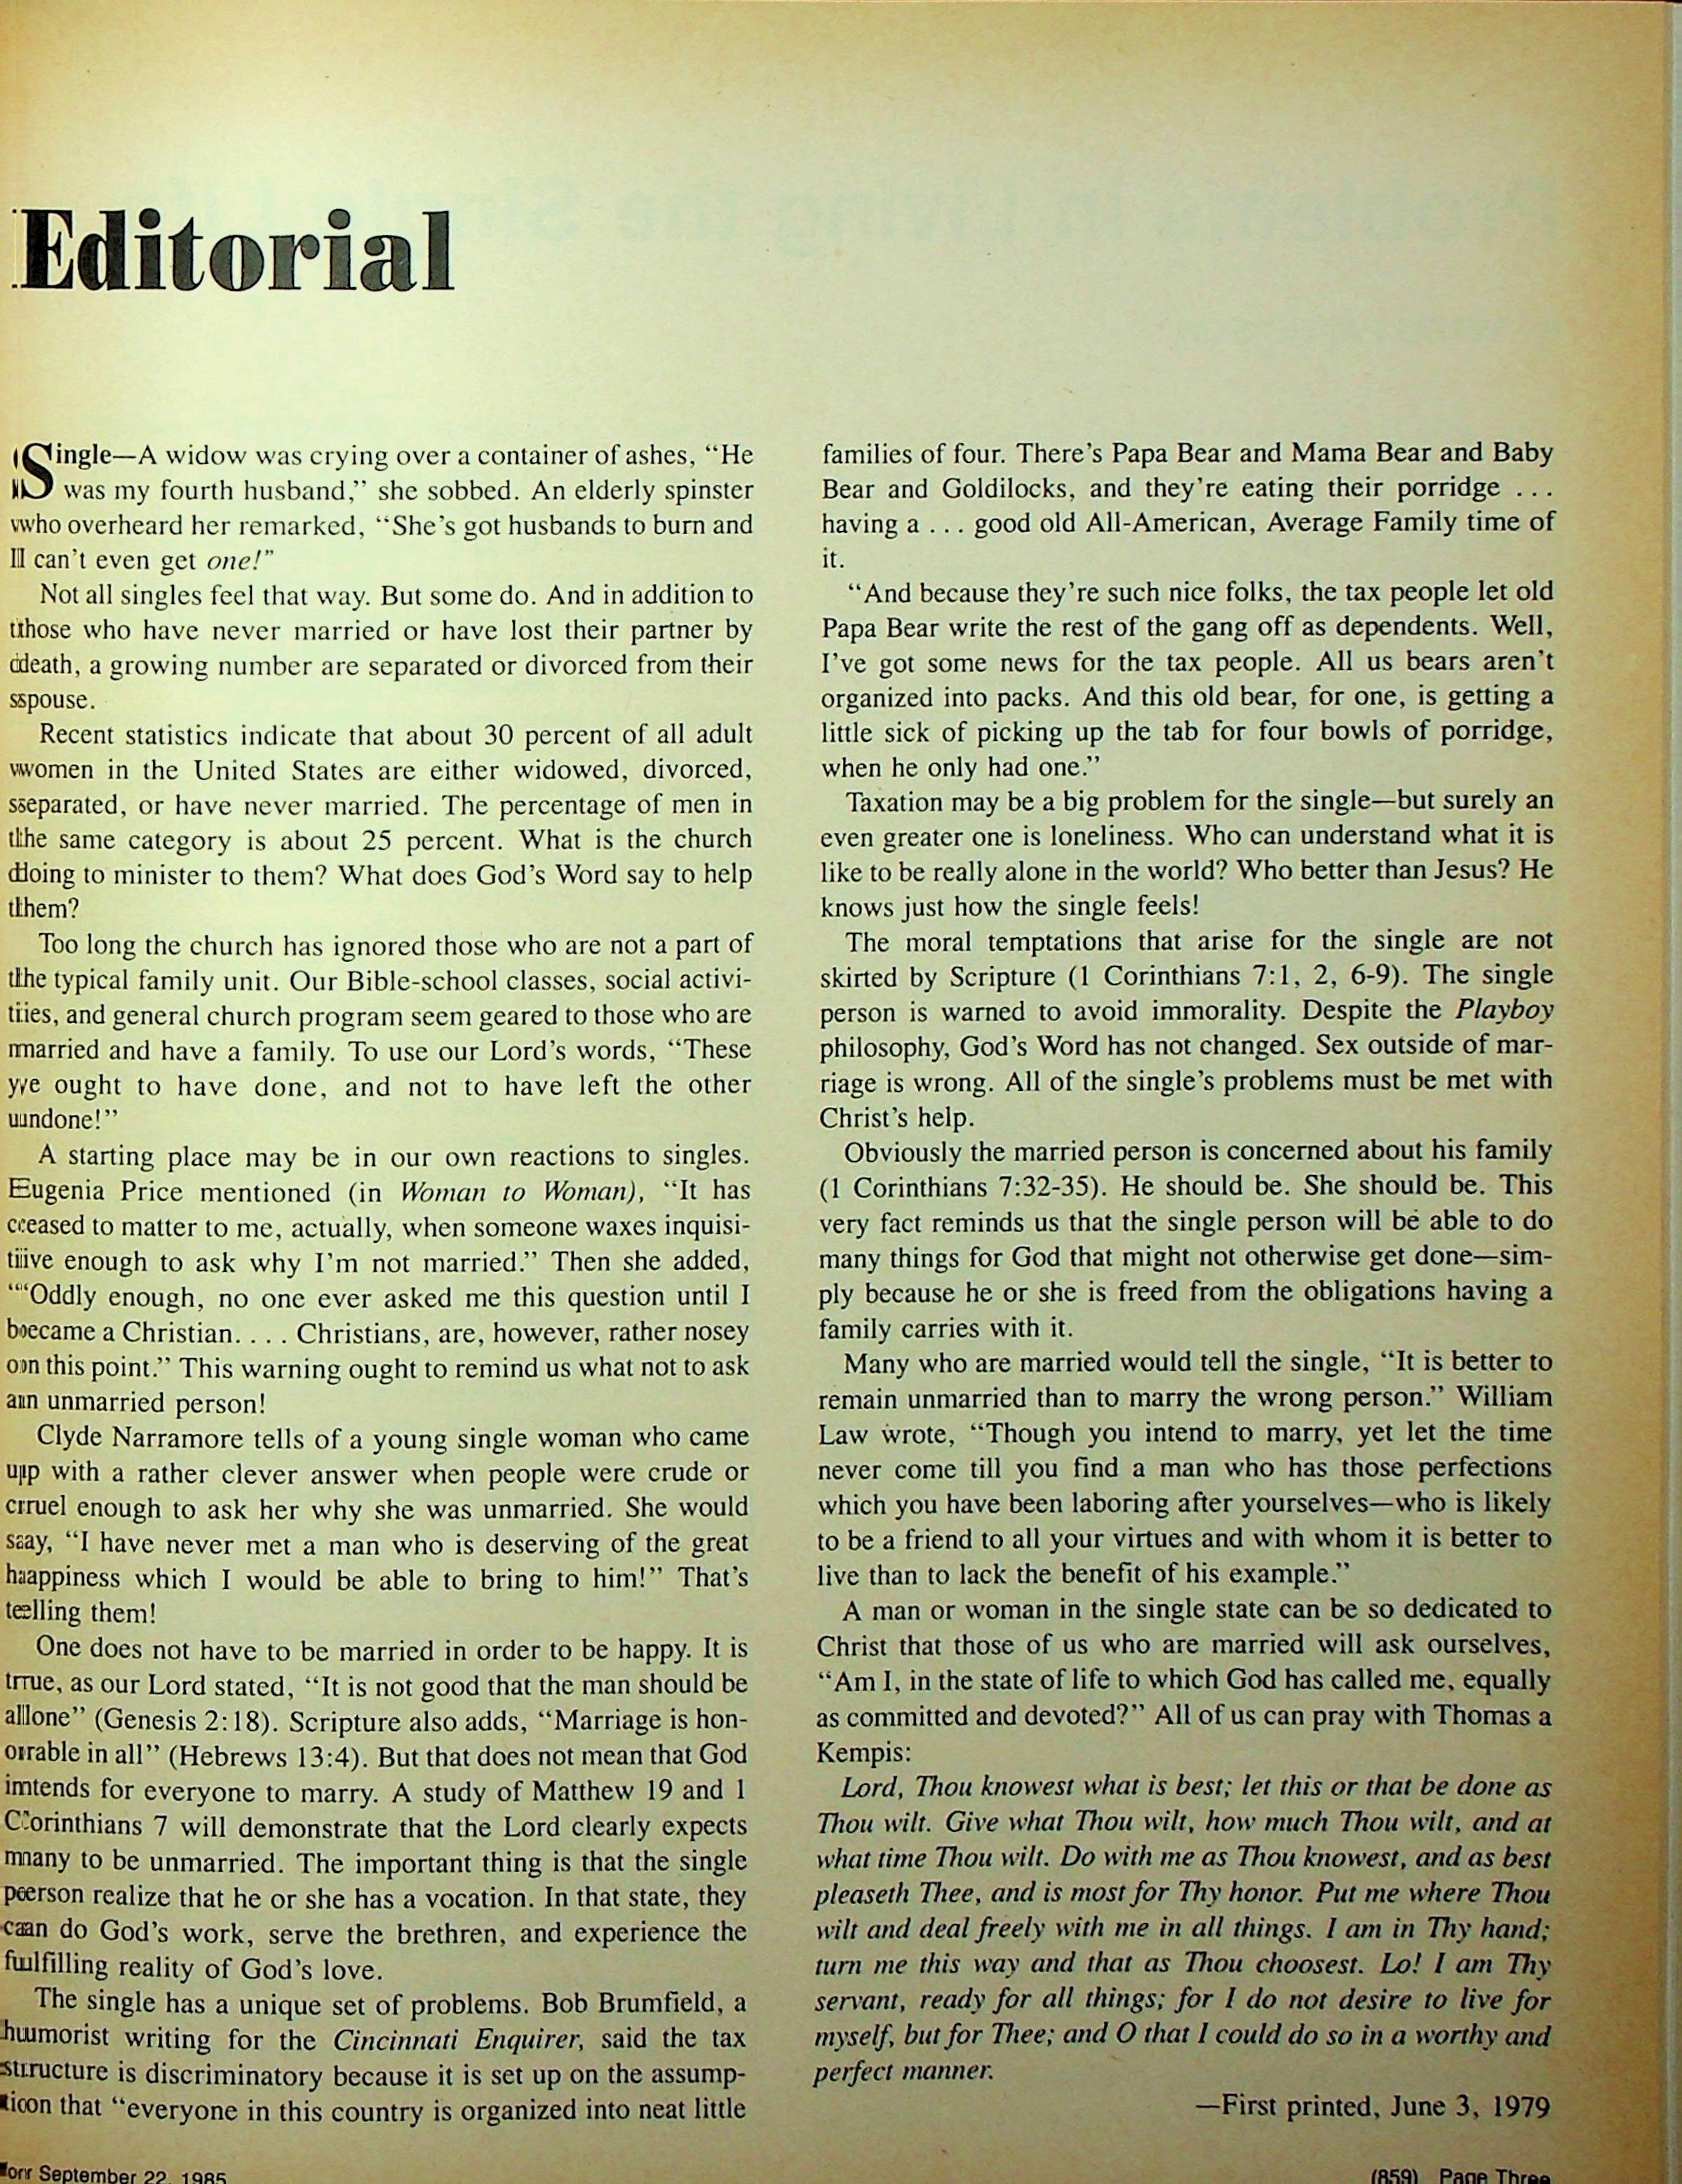 Editorial
Single—A widow was crying over a container of ashes, “He
was my fourth husband,” she sobbed. An elderly spinster
who overheard her remarked, “She’s got husbands to burn and
I can’t even get one!”
Not all singles feel that way. But some do. And in addition to
those who have never married or have lost their partner by
death, a growing number are separated or divorced from their
spouse.
Recent statistics indicate that about 30 percent of all adult
women in the United States are either widowed, divorced,
separated, or have never married. The percentage of men in
the same category is about 25 percent. What is the church
doing to minister to them? What does God’s Word say to help
them?
Too long the church has ignored those who are not a part of
the typical family unit. Our Bible-school classes, social activi-
ties, and general church program seem geared to those who are
married and have a family. To use our Lord’s words, “These
ye ought to have done, and not to have left the other
undone!”
A starting place may be in our own reactions to singles.
Eugenia Price mentioned (in Woman to Woman), “It has
ceased to matter to me, actually, when someone waxes inquisi-
tive enough to ask why I’m not married.” Then she added,
“Oddly enough, no one ever asked me this question until I
became a Christian. . . . Christians, are, however, rather nosey
on this point.” This warning ought to remind us what not to ask
an unmarried person!
Clyde Narramore tells of a young single woman who came
up with a rather clever answer when people were crude or
cruel enough to ask her why she was unmarried. She would
say, “I have never met a man who is deserving of the great
happiness which I would be able to bring to him!” That’s
telling them!
One does not have to be married in order to be happy. It is
true, as our Lord stated, “It is not good that the man should be
alone” (Genesis 2:18). Scripture also adds, “Marriage is hon-
orable in all” (Hebrews 13:4). But that does not mean that God
intends for everyone to marry. A study of Matthew 19 and 1
Corinthians 7 will demonstrate that the Lord clearly expects
many to be unmarried. The important thing is that the single
person realize that he or she has a vocation. In that state, they
can do God’s work, serve the brethren, and experience the
fulfilling reality of God’s love.
The single has a unique set of problems. Bob Brumfield, a
humorist writing for the Cincinnati Enquirer, said the tax
structure is discriminatory because it is set up on the assump-
tion that “everyone in this country is organized into neat little
families of four. There’s Papa Bear and Mama Bear and Baby
Bear and Goldilocks, and they’re eating their porridge . . .
having a . . . good old All-American, Average Family time of
it.
“And because they’re such nice folks, the tax people let old
Papa Bear write the rest of the gang off as dependents. Well,
I’ve got some news for the tax people. All us bears aren’t
organized into packs. And this old bear, for one, is getting a
little sick of picking up the tab for four bowls of porridge,
when he only had one.”
Taxation may be a big problem for the single—but surely an
even greater one is loneliness. Who can understand what it is
like to be really alone in the world? Who better than Jesus? He
knows just how the single feels!
The moral temptations that arise for the single are not
skirted by Scripture (1 Corinthians 7:1, 2, 6-9). The single
person is warned to avoid immorality. Despite the Playboy
philosophy, God’s Word has not changed. Sex outside of mar-
riage is wrong. All of the single’s problems must be met with
Christ’s help.
Obviously the married person is concerned about his family
(1 Corinthians 7:32-35). He should be. She should be. This
very fact reminds us that the single person will be able to do
many things for God that might not otherwise get done—sim-
ply because he or she is freed from the obligations having a
family carries with it.
Many who are married would tell the single, “It is better to
remain unmarried than to marry the wrong person.” William
Law wrote, “Though you intend to marry, yet let the time
never come till you find a man who has those perfections
which you have been laboring after yourselves—who is likely
to be a friend to all your virtues and with whom it is better to
live than to lack the benefit of his example.”
A man or woman in the single state can be so dedicated to
Christ that those of us who are married will ask ourselves,
“Am I, in the state of life to which God has called me, equally
as committed and devoted?” All of us can pray with Thomas a
Kempis:
Lord, Thou knowest what is best; let this or that be done as
Thou wilt. Give what Thou wilt, how much Thou wilt, and at
what time Thou wilt. Do with me as Thou knowest, and as best
pleaseth Thee, and is most for Thy honor. Put me where Thou
wilt and deal freely with me in all things. I am in Thy hand;
turn me this way and that as Thou choosest. Lo! I am Thy
servant, ready for all things; for I do not desire to live for
myself, but for Thee; and O that I could do so in a worthy and
perfect manner.
—First printed, June 3, 1979
for September 22, 1985
(859) Page Three